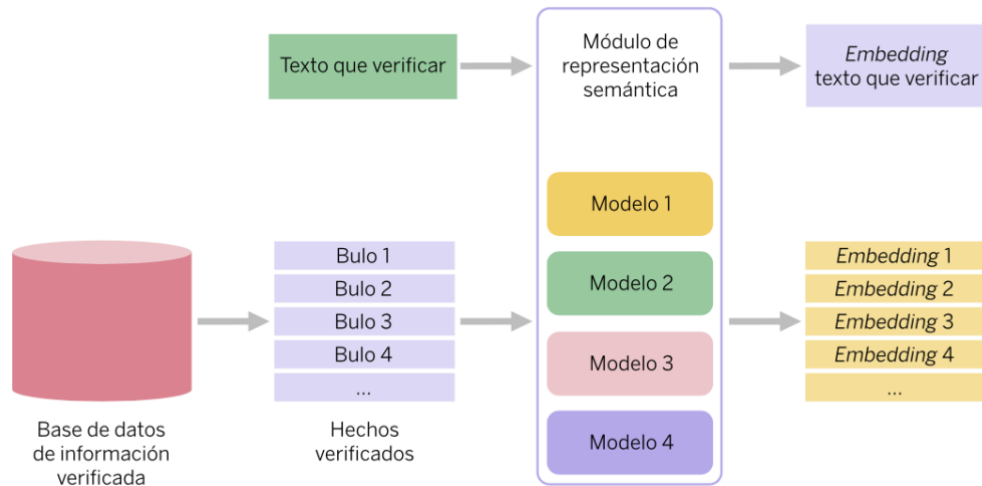 Texto que verificar
Módulo de
representación
semántica
Embedding
texto que verificar
Modelo 1
Modelo 2
Modelo 3
Modelo 4
Bulo 1
Bulo 2
Bulo 3
Bulo 4
...
Embedding 1
Embedding 2
Embedding 3
Embedding 4
...
Base de datos
de información
verificada
Hechos
verificados